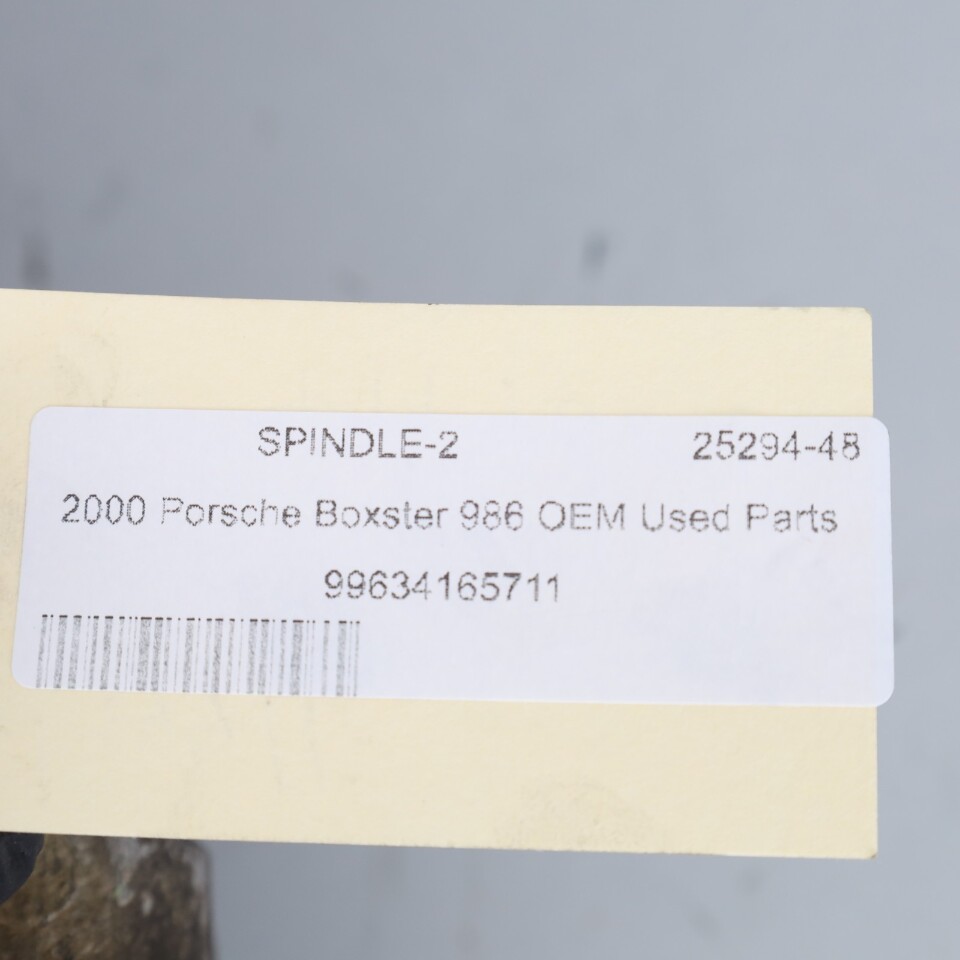 SPINDLE-2 25294-48
2000 Porsche Boxster 986 OEM Used Parts
99634165711